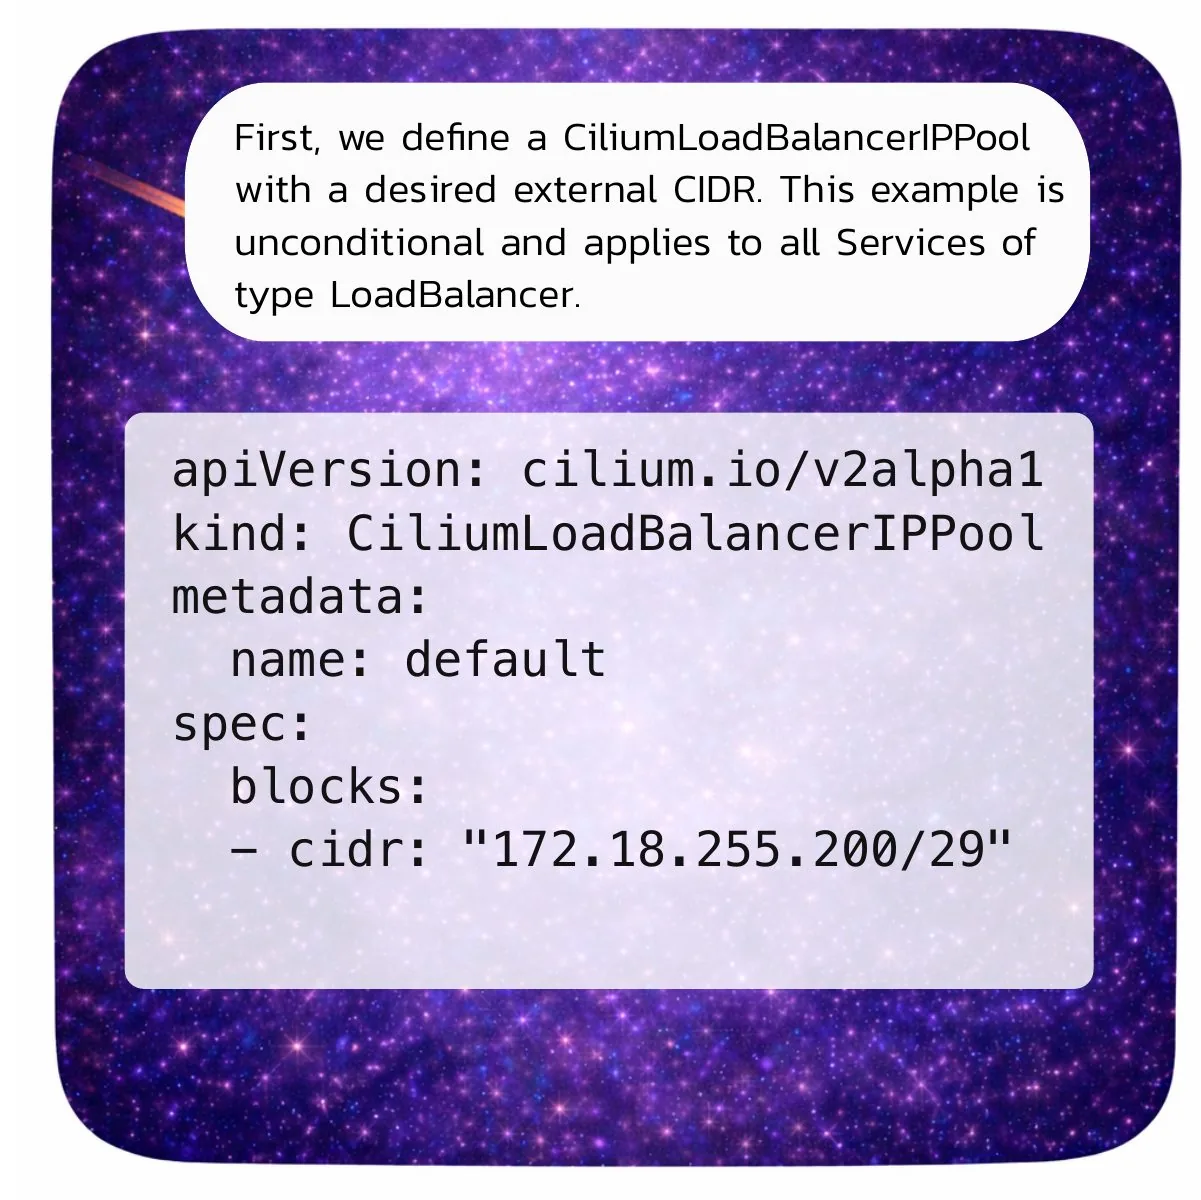 First, we define a CiliumLoadBalancerIPPool
with a desired external CIDR. This example is
unconditional and applies to all Services of
type LoadBalancer.
apiVersion: cilium.io/v2alpha1
kind: CiliumLoadBalancerIPPool
metadata:
  name: default
spec:
  blocks:
  - cidr: "172.18.255.200/29"